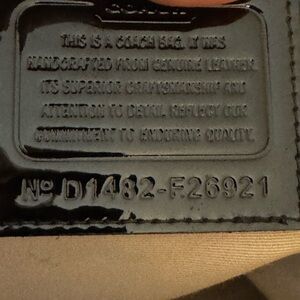 COACH
THIS IS A COACH BAG. IT WAS
HANDCRAFTED FROM GENUINE LEATHER.
ITS SUPERIOR CRAFTSMANSHIP AND
ATTENTION TO DETAIL REFLECT OUR
COMMITMENT TO ENDURING QUALITY.
Nº D1482-F26921